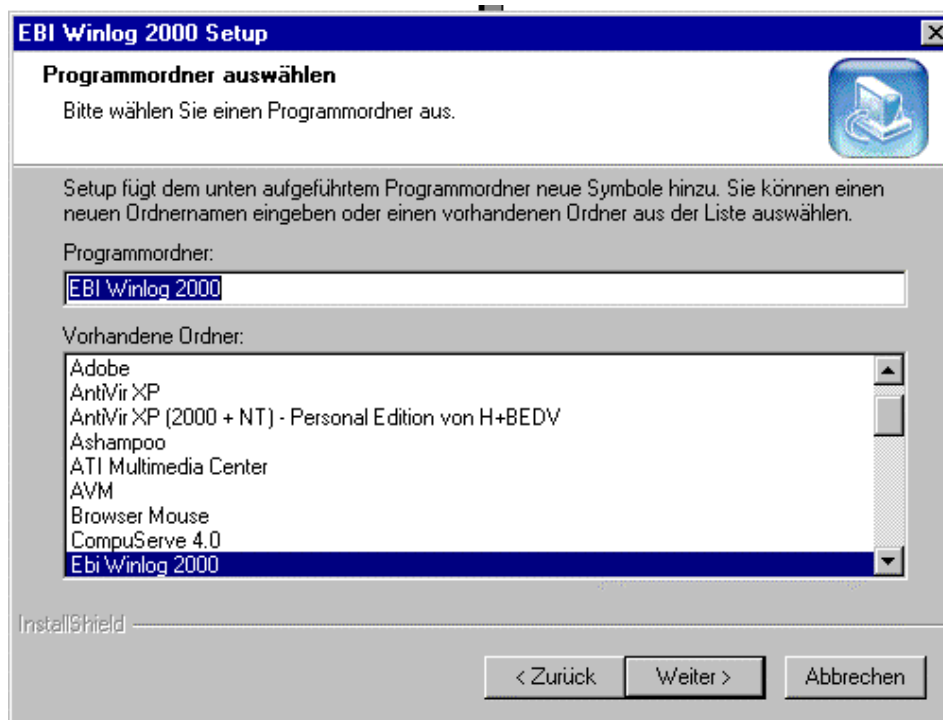 EBI Winlog 2000 Setup
Programmordner auswählen
Bitte wählen Sie einen Programmordner aus.
Setup fügt dem unten aufgeführtem Programmordner neue Symbole hinzu. Sie können einen
neuen Ordnernamen eingeben oder einen vorhandenen Ordner aus der Liste auswählen.
Programmordner:
EBI Winlog 2000
Vorhandene Ordner:
Adobe
AntiVir XP
AntiVir XP (2000 + NT) - Personal Edition von H+BEDV
Ashampoo
ATI Multimedia Center
AVM
Browser Mouse
CompuServe 4.0
Ebi Winlog 2000
InstallShield
< Zurück Weiter > Abbrechen